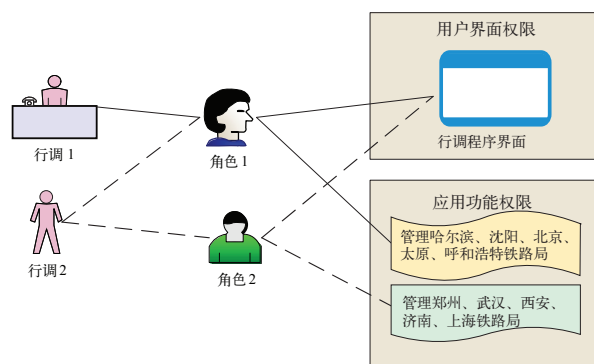 用户界面权限
行调程序界面
行调 1
角色 1
行调2
角色 2
应用功能权限
管理哈尔滨、沈阳、北京、
太原、呼和浩特铁路局
管理郑州、武汉、西安、
济南、上海铁路局